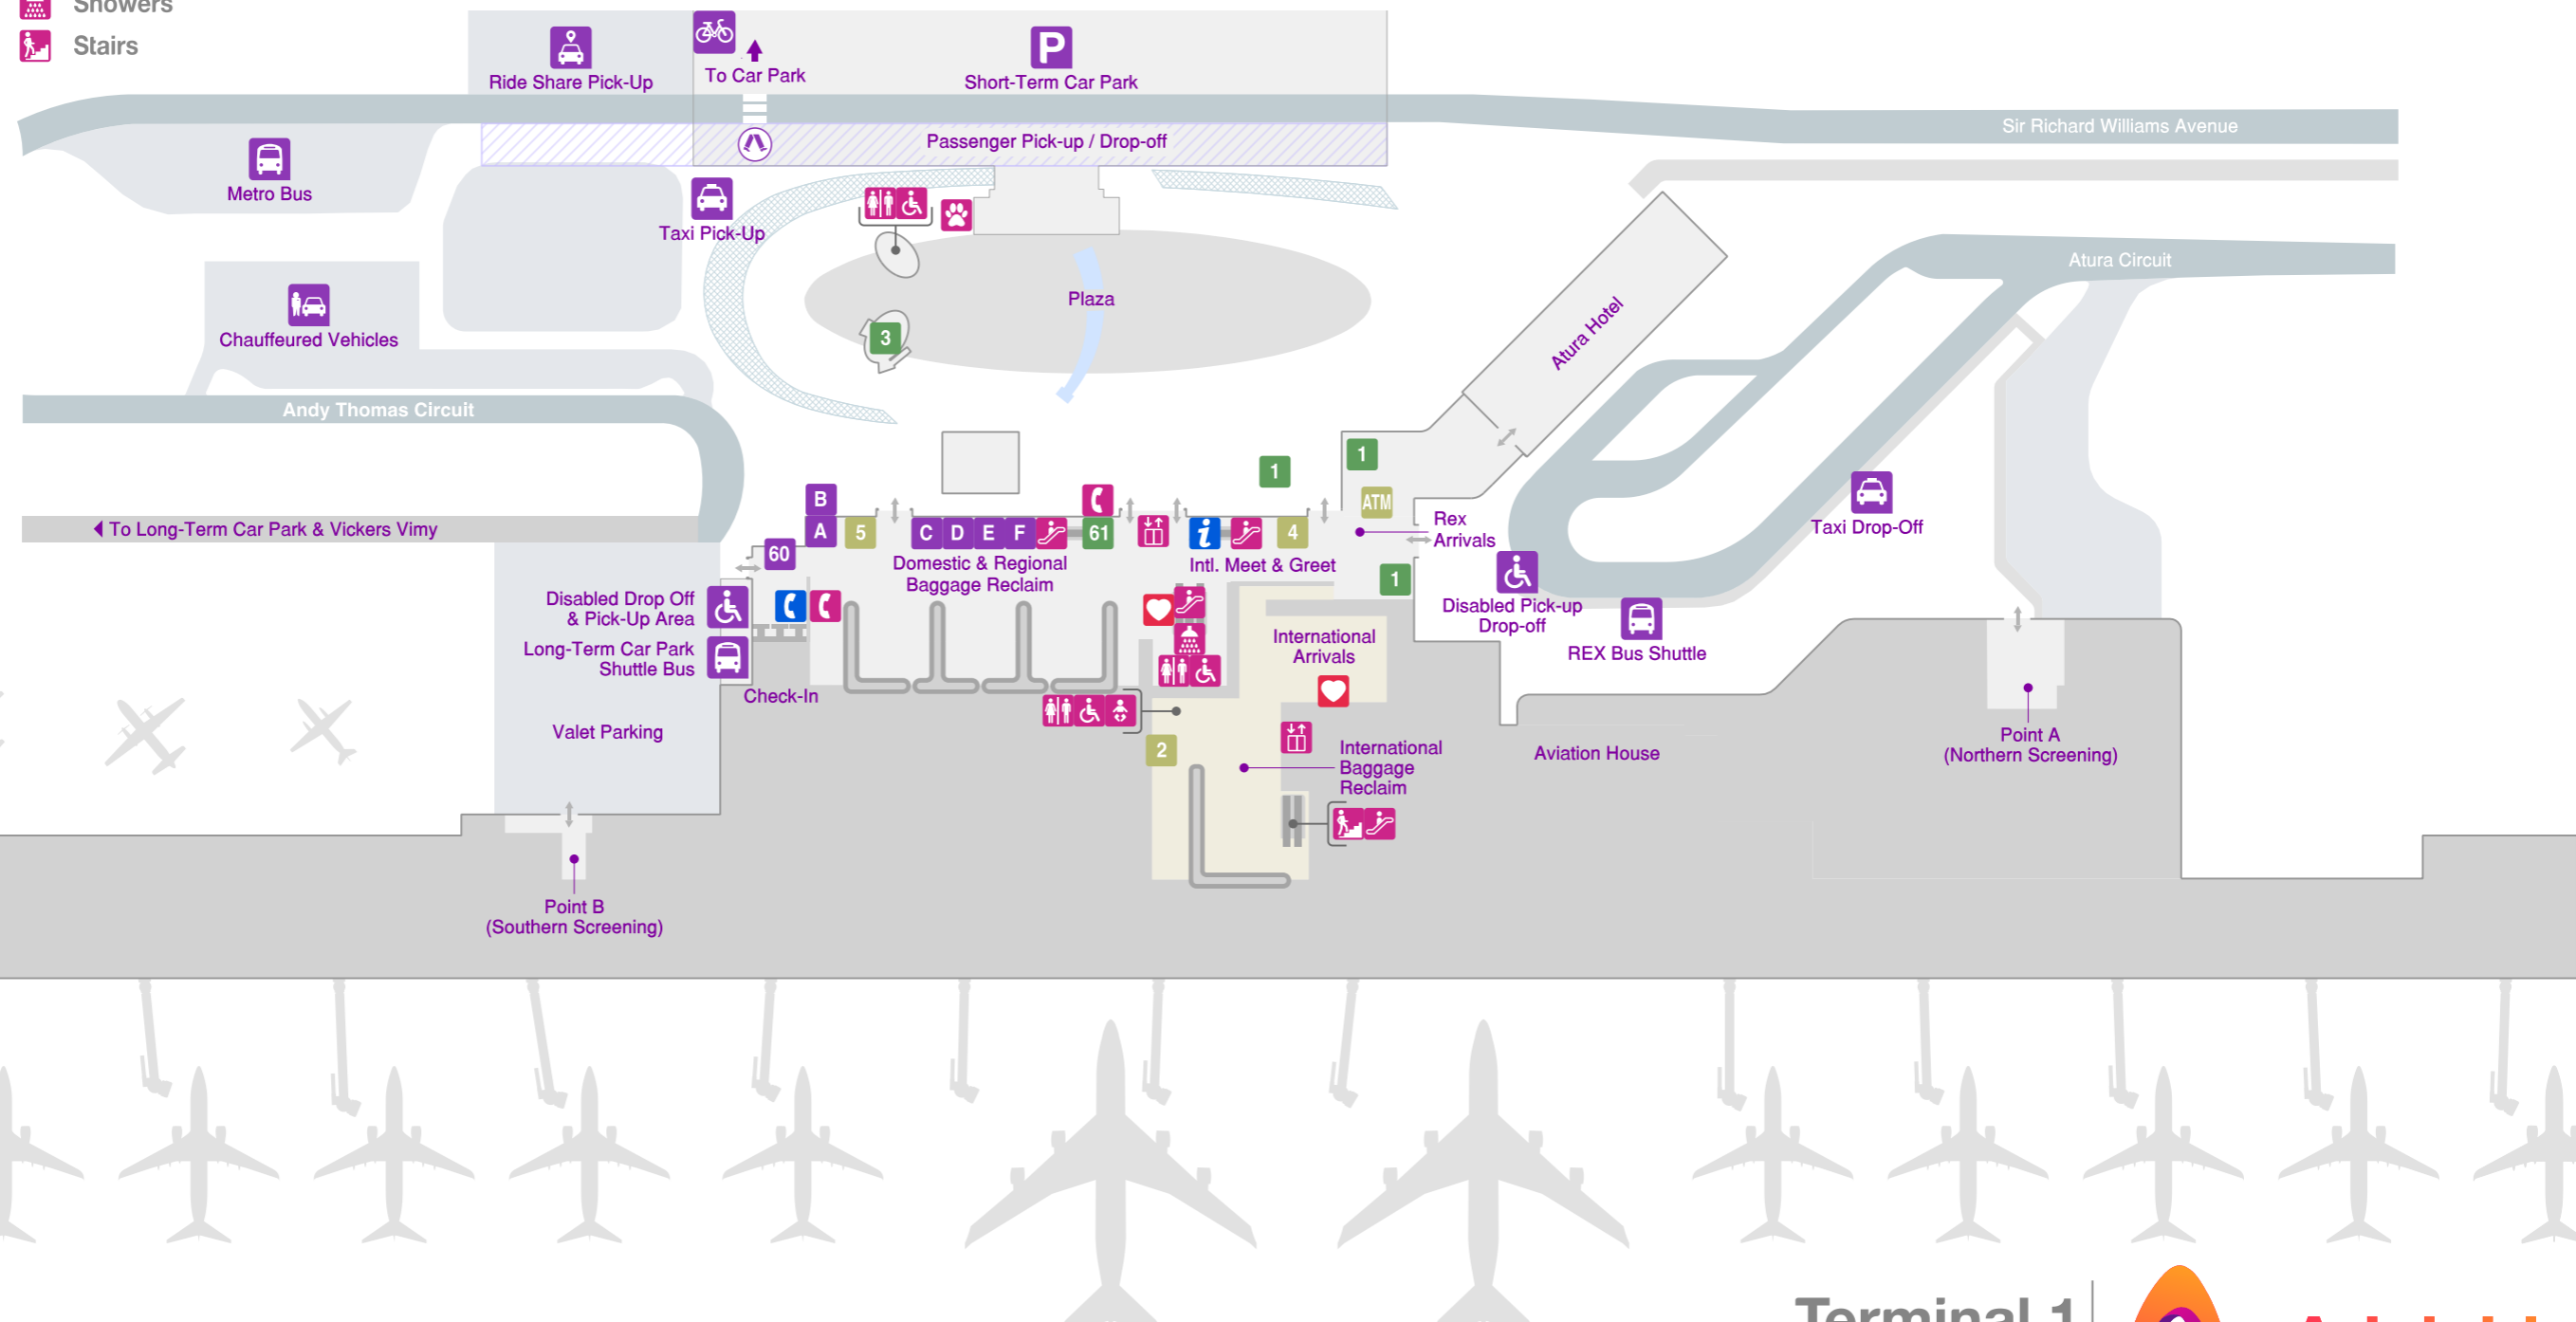 Showers
Stairs
Ride Share Pick-Up
To Car Park
P
Short-Term Car Park
Sir Richard Williams Avenue
Passenger Pick-up / Drop-off
Metro Bus
Taxi Pick-Up
Atura Circuit
Plaza
Chauffeured Vehicles
3
Atura Hotel
Andy Thomas Circuit
1
1
ATM
B
To Long-Term Car Park & Vickers Vimy
A
5
C
D
E
F
61
i
4
Rex
Arrivals
Taxi Drop-Off
60
Domestic & Regional
Baggage Reclaim
Intl. Meet & Greet
1
Disabled Drop Off
& Pick-Up Area
Disabled Pick-up
Drop-off
Long-Term Car Park
Shuttle Bus
International
Arrivals
REX Bus Shuttle
Check-In
Valet Parking
2
International
Baggage
Reclaim
Aviation House
Point A
(Northern Screening)
Point B
(Southern Screening)
Terminal 1